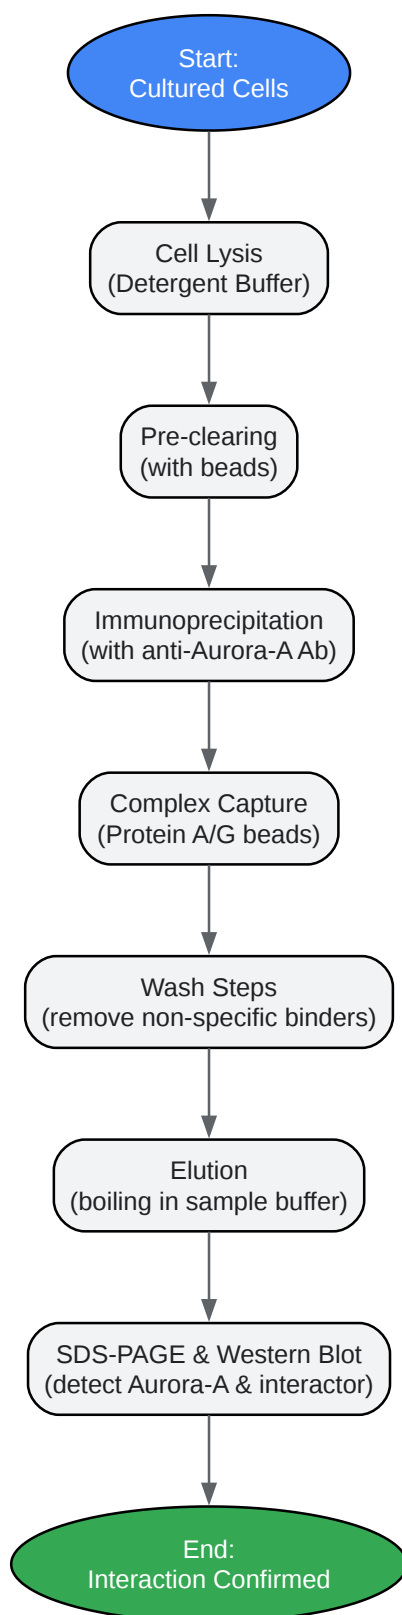 Start:
Cultured Cells
Cell Lysis
(Detergent Buffer)
Pre-clearing
(with beads)
Immunoprecipitation
(with anti-Aurora-A Ab)
Complex Capture
(Protein A/G beads)
Wash Steps
(remove non-specific binders)
Elution
(boiling in sample buffer)
SDS-PAGE & Western Blot
(detect Aurora-A & interactor)
End:
Interaction Confirmed